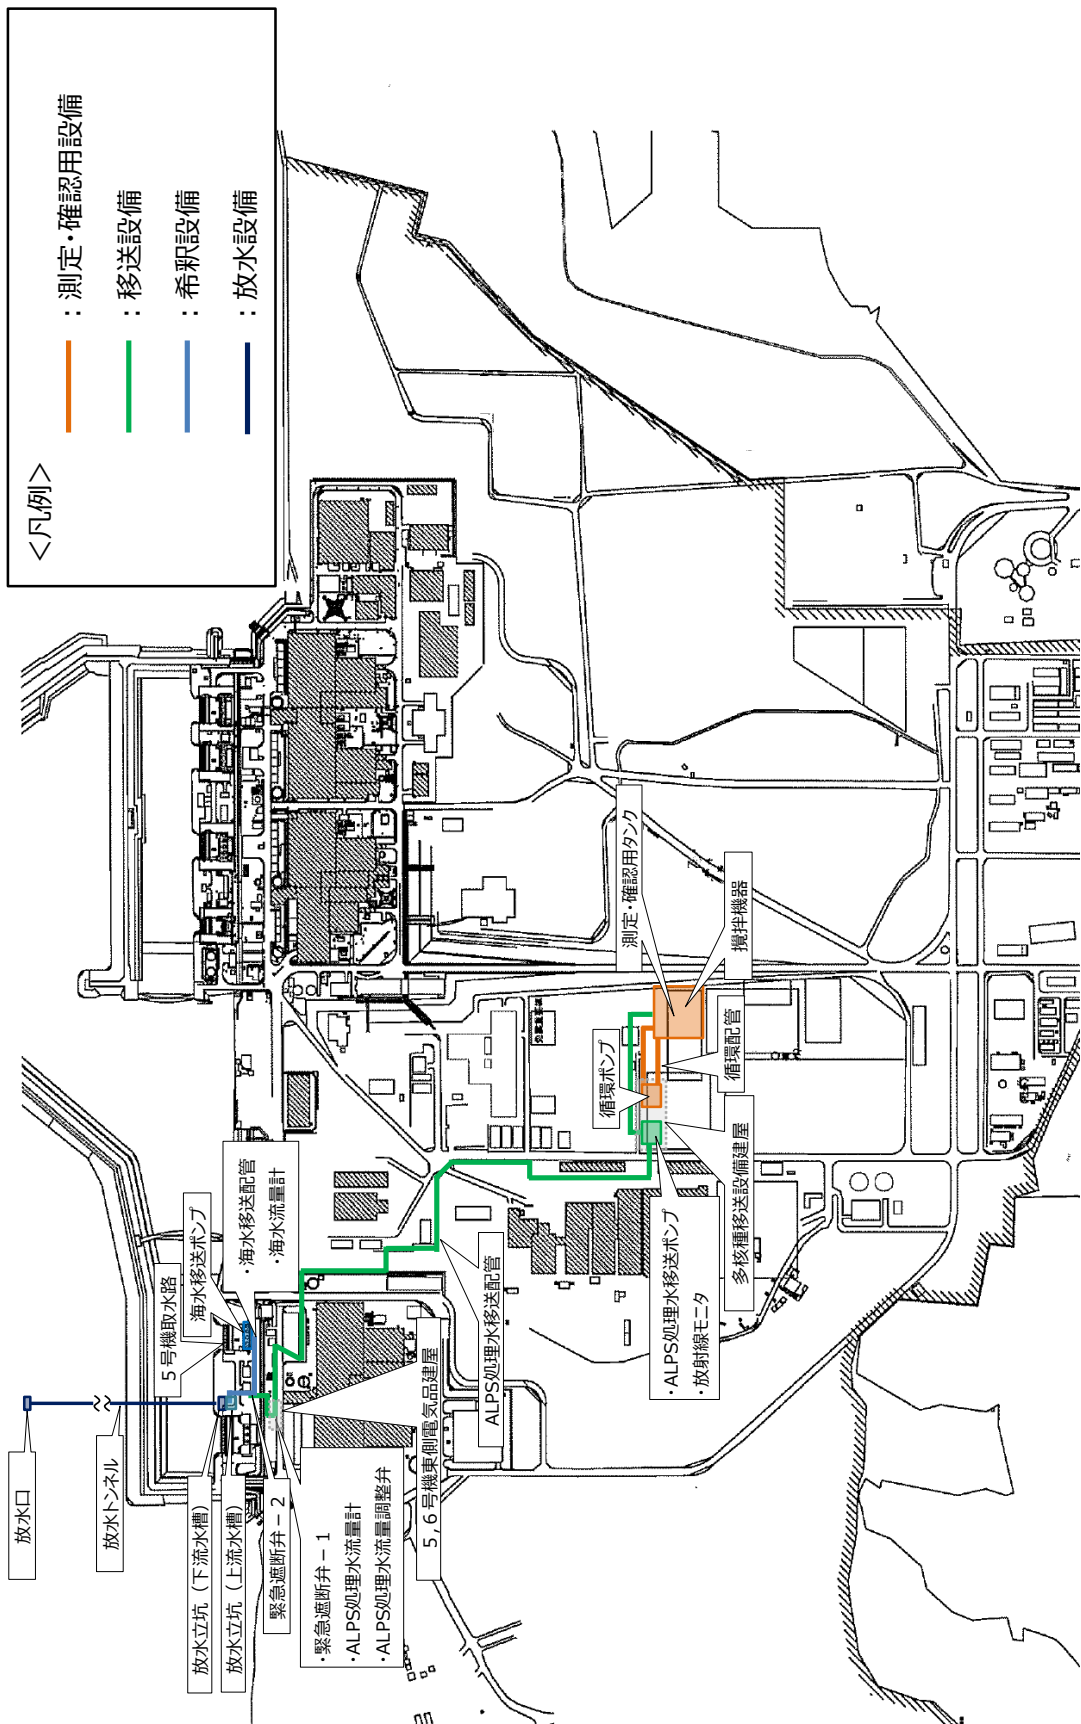 <凡例>
：測定・確認用設備
：移送設備
：希釈設備
：放水設備
放水口
放水トンネル
放水立坑（下流水槽）
放水立坑（上流水槽）
緊急遮断弁－２
・緊急遮断弁－１
・ALPS処理水流量計
・ALPS処理水流量調整弁
５,６号機東側電気品建屋
５号機取水路
海水移送ポンプ
・海水移送配管
・海水流量計
ALPS処理水移送配管
・ALPS処理水移送ポンプ
・放射線モニタ
多核種移送設備建屋
循環ポンプ
循環配管
測定・確認用タンク
攪拌機器